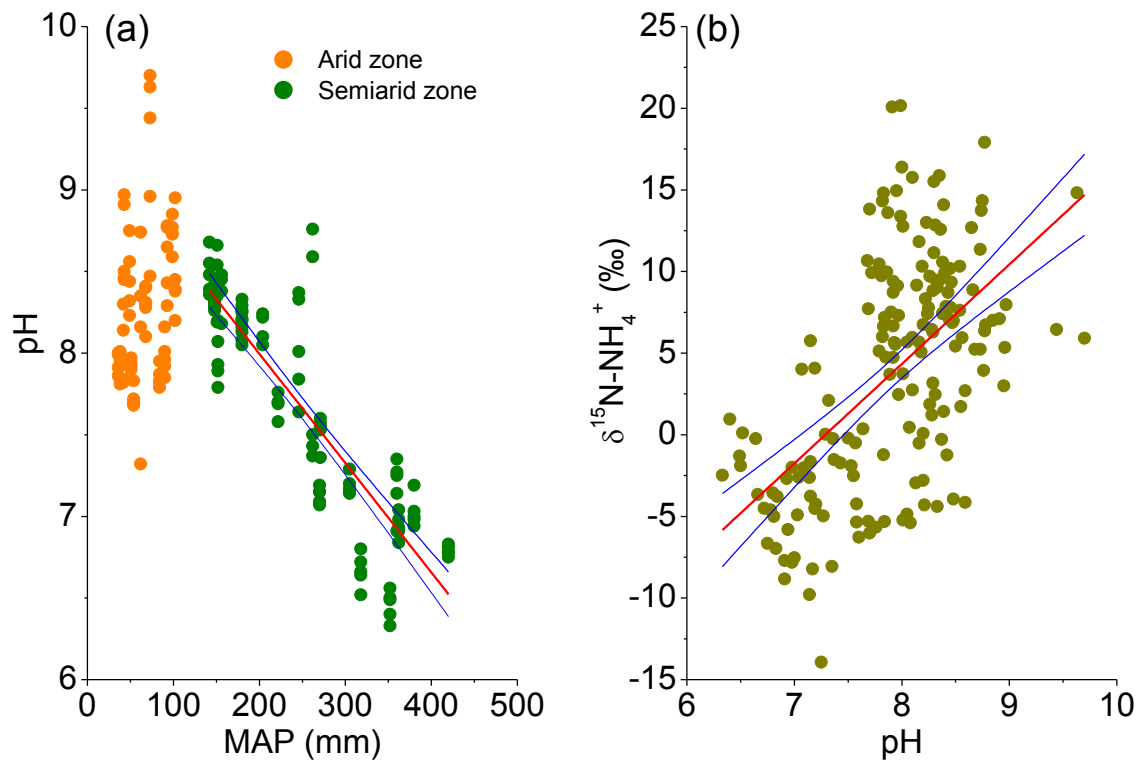 (a)
Arid zone
Semiarid zone
10
9
8
7
6
pH
0 100 200 300 400 500
MAP (mm)
(b)
25
20
15
10
5
0
-5
-10
-15
δ¹⁵N-NH₄⁺ (‰)
6 7 8 9 10
pH